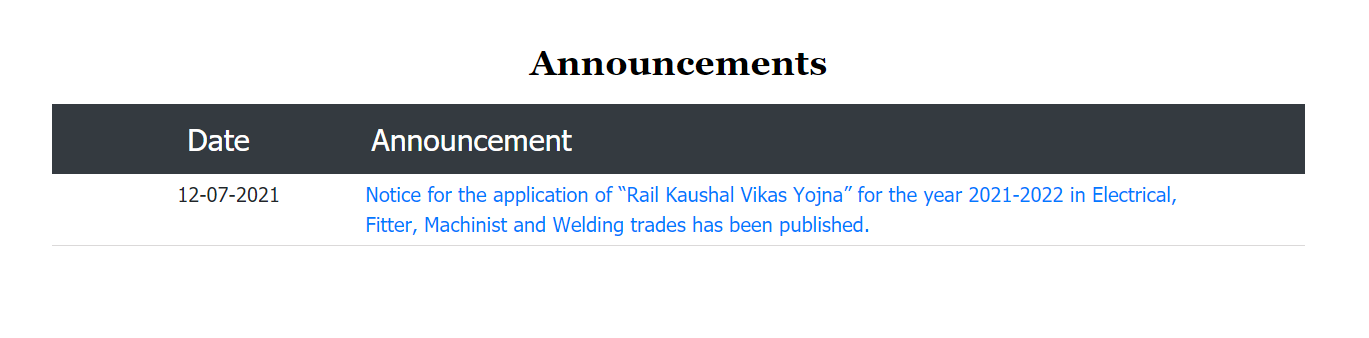 Announcements
Date Announcement
12-07-2021 Notice for the application of “Rail Kaushal Vikas Yojna” for the year 2021-2022 in Electrical,
Fitter, Machinist and Welding trades has been published.